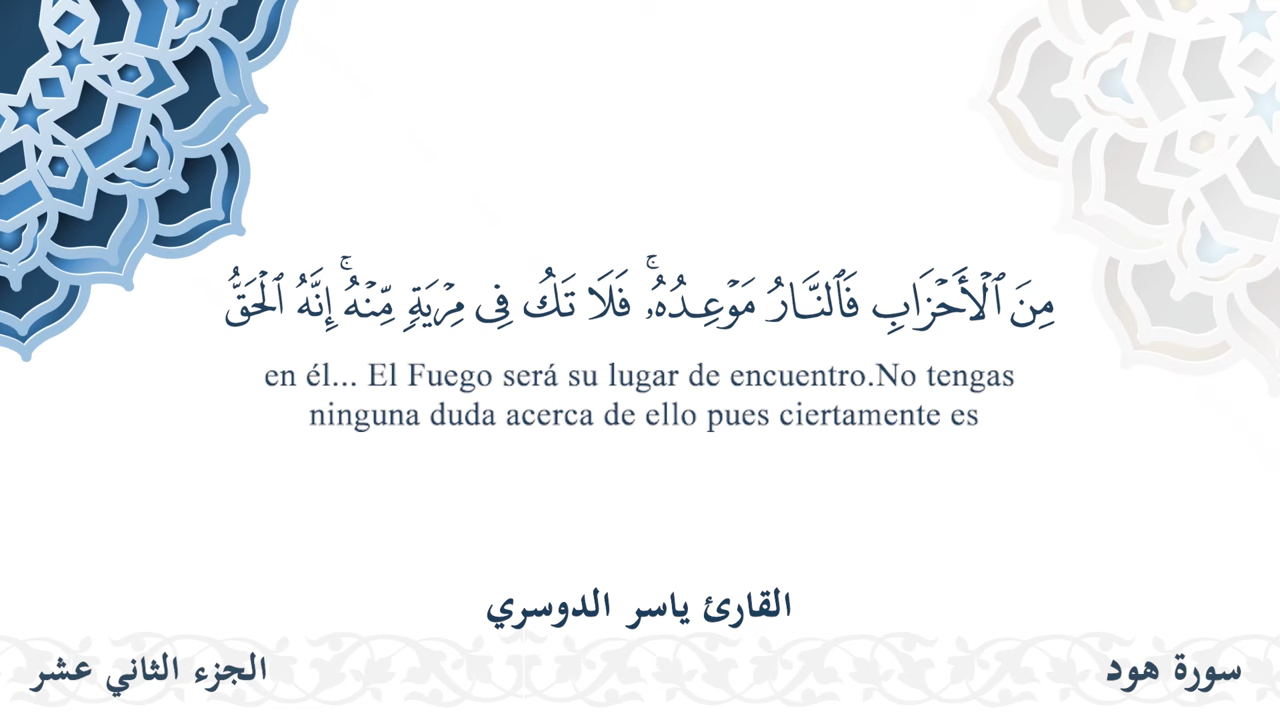 مِنَ ٱلۡأَحۡزَابِ فَٱلنَّارُ مَوۡعِدُهُۥۚ فَلَا تَكُ فِى مِرۡيَةٖ مِّنۡهُۚ إِنَّهُ ٱلۡحَقُّ
en él... El Fuego será su lugar de encuentro.No tengas
ninguna duda acerca de ello pues ciertamente es
القارئ ياسر الدوسري
سورة هود
الجزء الثاني عشر